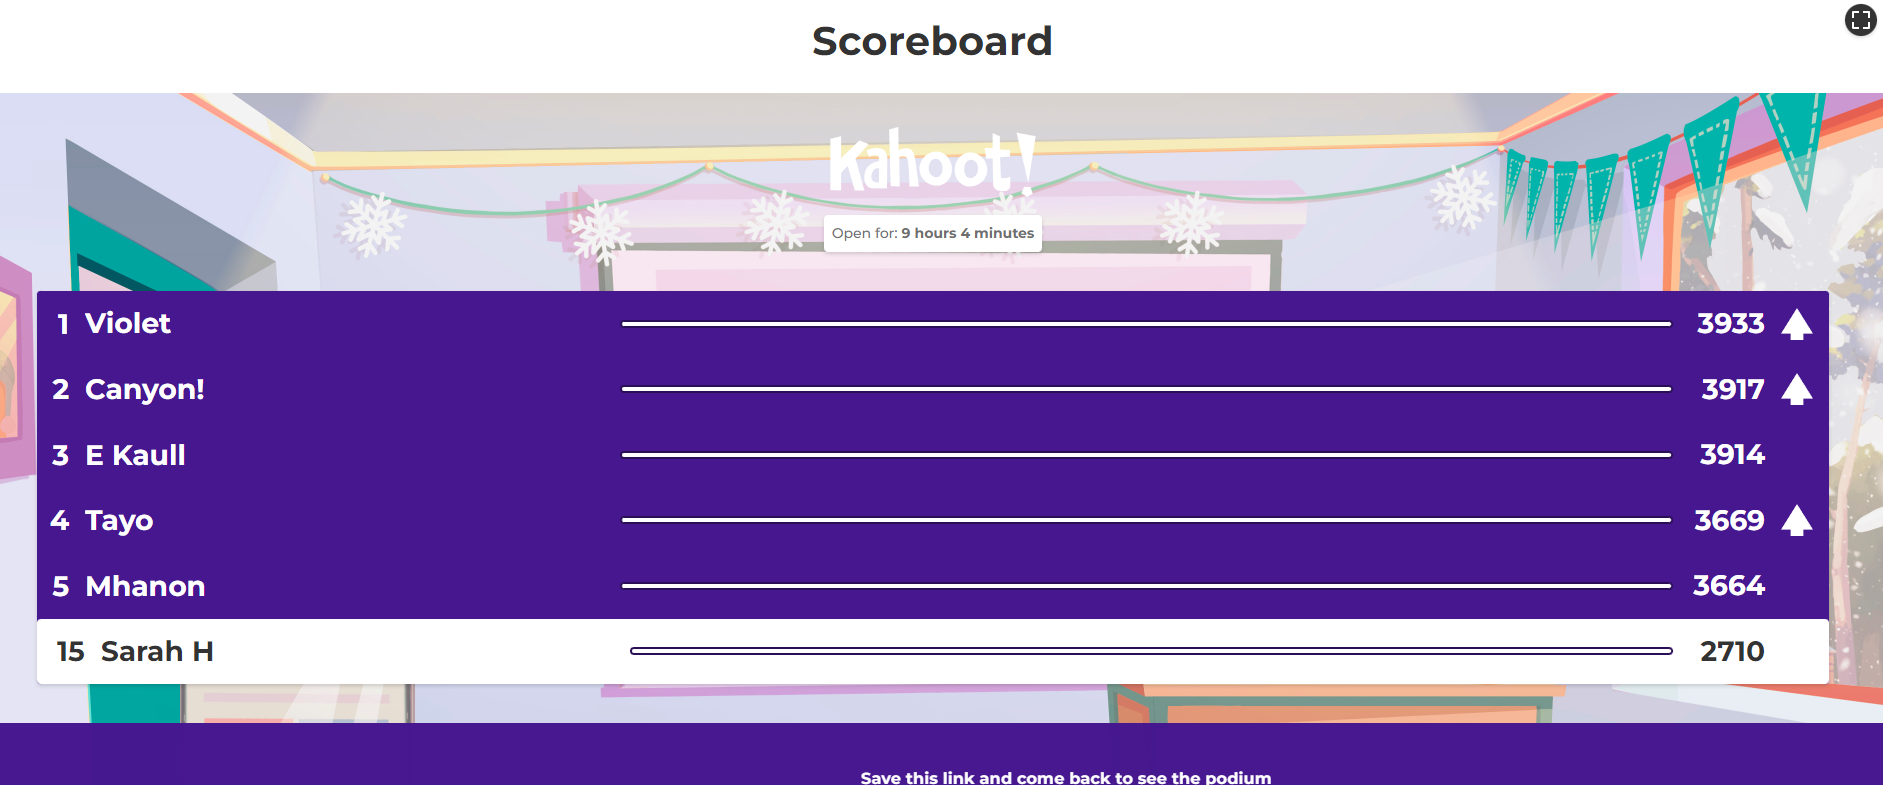 Scoreboard
Kahoot!
Open for: 9 hours 4 minutes
1 Violet 3933
2 Canyon! 3917
3 E Kaull 3914
4 Tayo 3669
5 Mhanon 3664
15 Sarah H 2710
Save this link and come back to see the podium